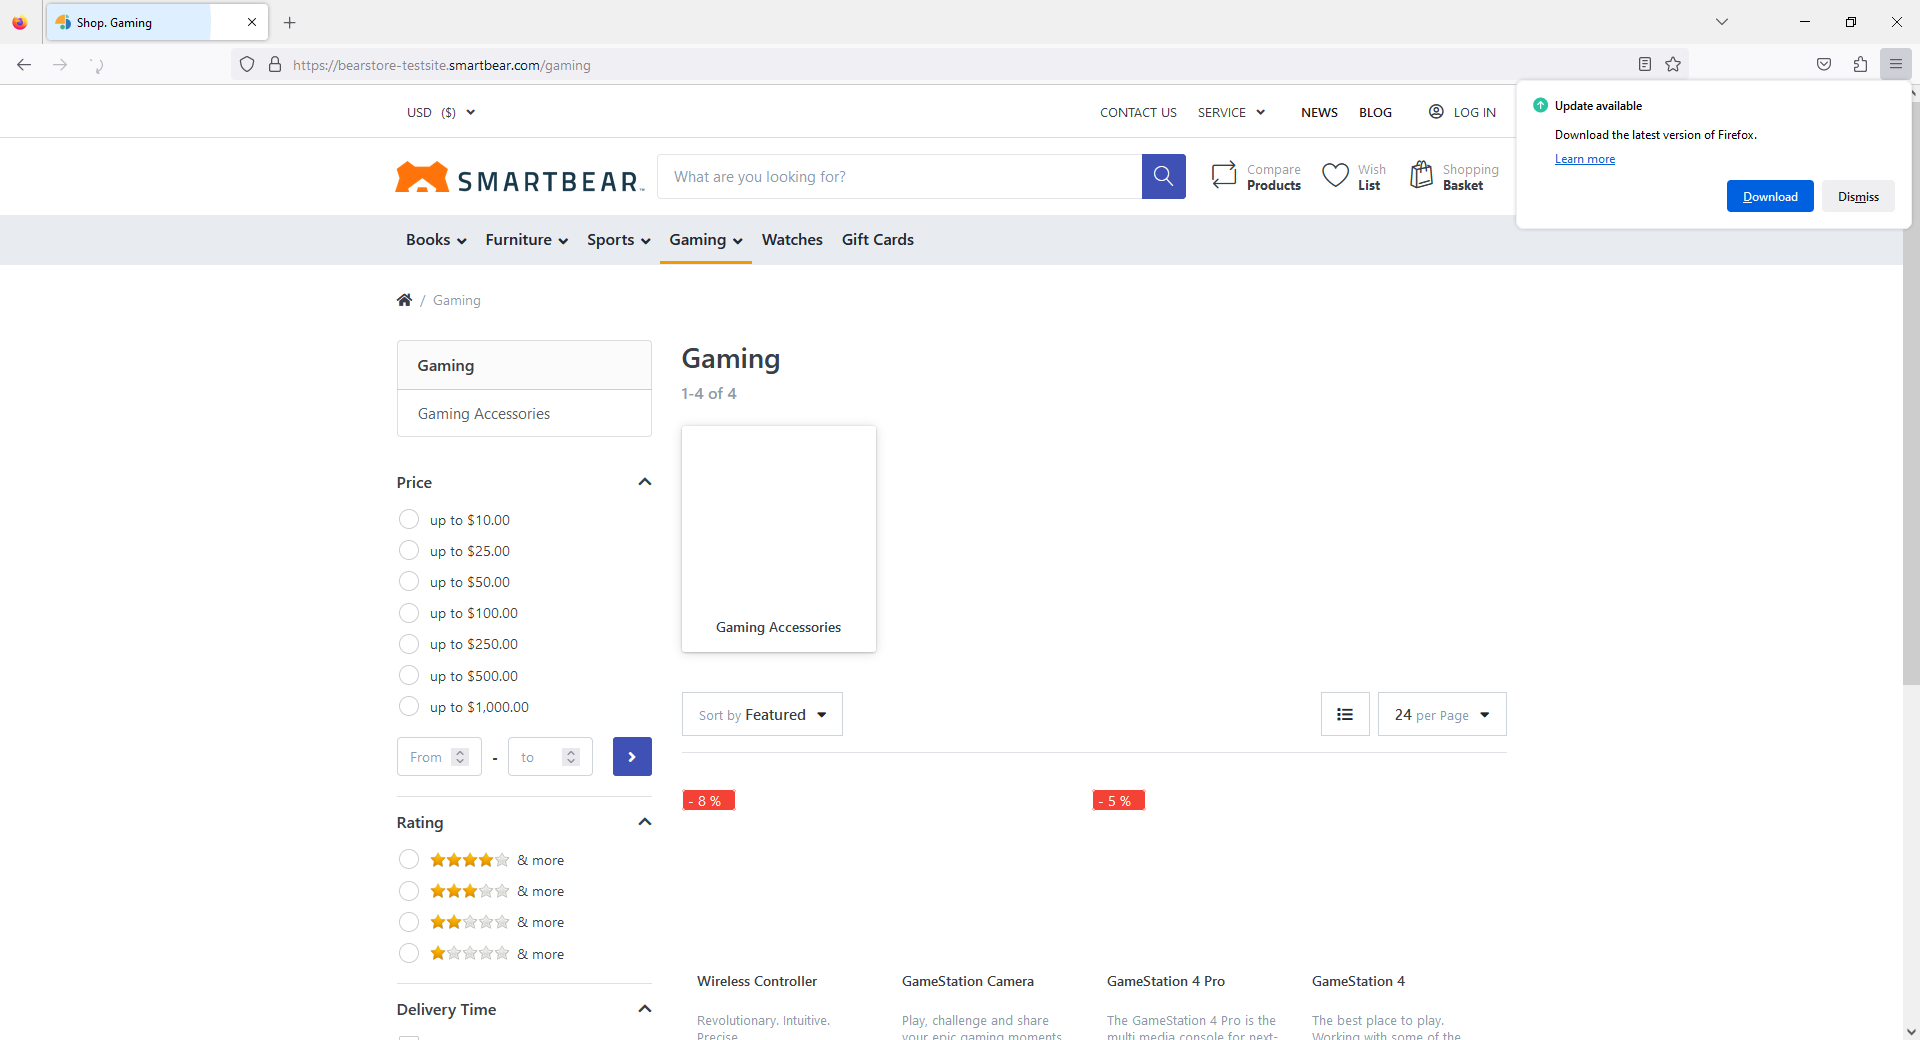 Shop. Gaming
https://bearstore-testsite.smartbear.com/gaming
Update available
Download the latest version of Firefox.
Learn more
Download
Dismiss
USD ($)
CONTACT US
SERVICE
NEWS
BLOG
LOG IN
SMARTBEAR
What are you looking for?
Compare
Products
Wish
List
Shopping
Basket
Books
Furniture
Sports
Gaming
Watches
Gift Cards
/ Gaming
Gaming
Gaming Accessories
Price
up to $10.00
up to $25.00
up to $50.00
up to $100.00
up to $250.00
up to $500.00
up to $1,000.00
From - to
Rating
& more
& more
& more
& more
Delivery Time
Gaming
1-4 of 4
Gaming Accessories
Sort by Featured
24 per Page
- 8 %
- 5 %
Wireless Controller
Revolutionary. Intuitive.
Precise.
GameStation Camera
Play, challenge and share
your epic gaming moments
GameStation 4 Pro
The GameStation 4 Pro is the
multi media console for next-
GameStation 4
The best place to play.
Working with some of the